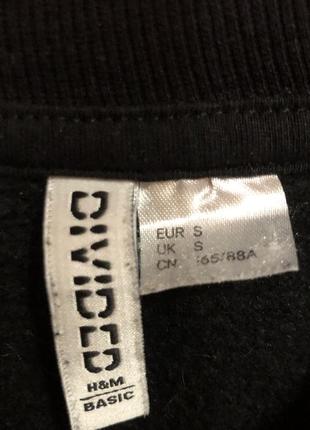 DIVIDED
H&M
BASIC
EUR S
UK S
CN 165/88A